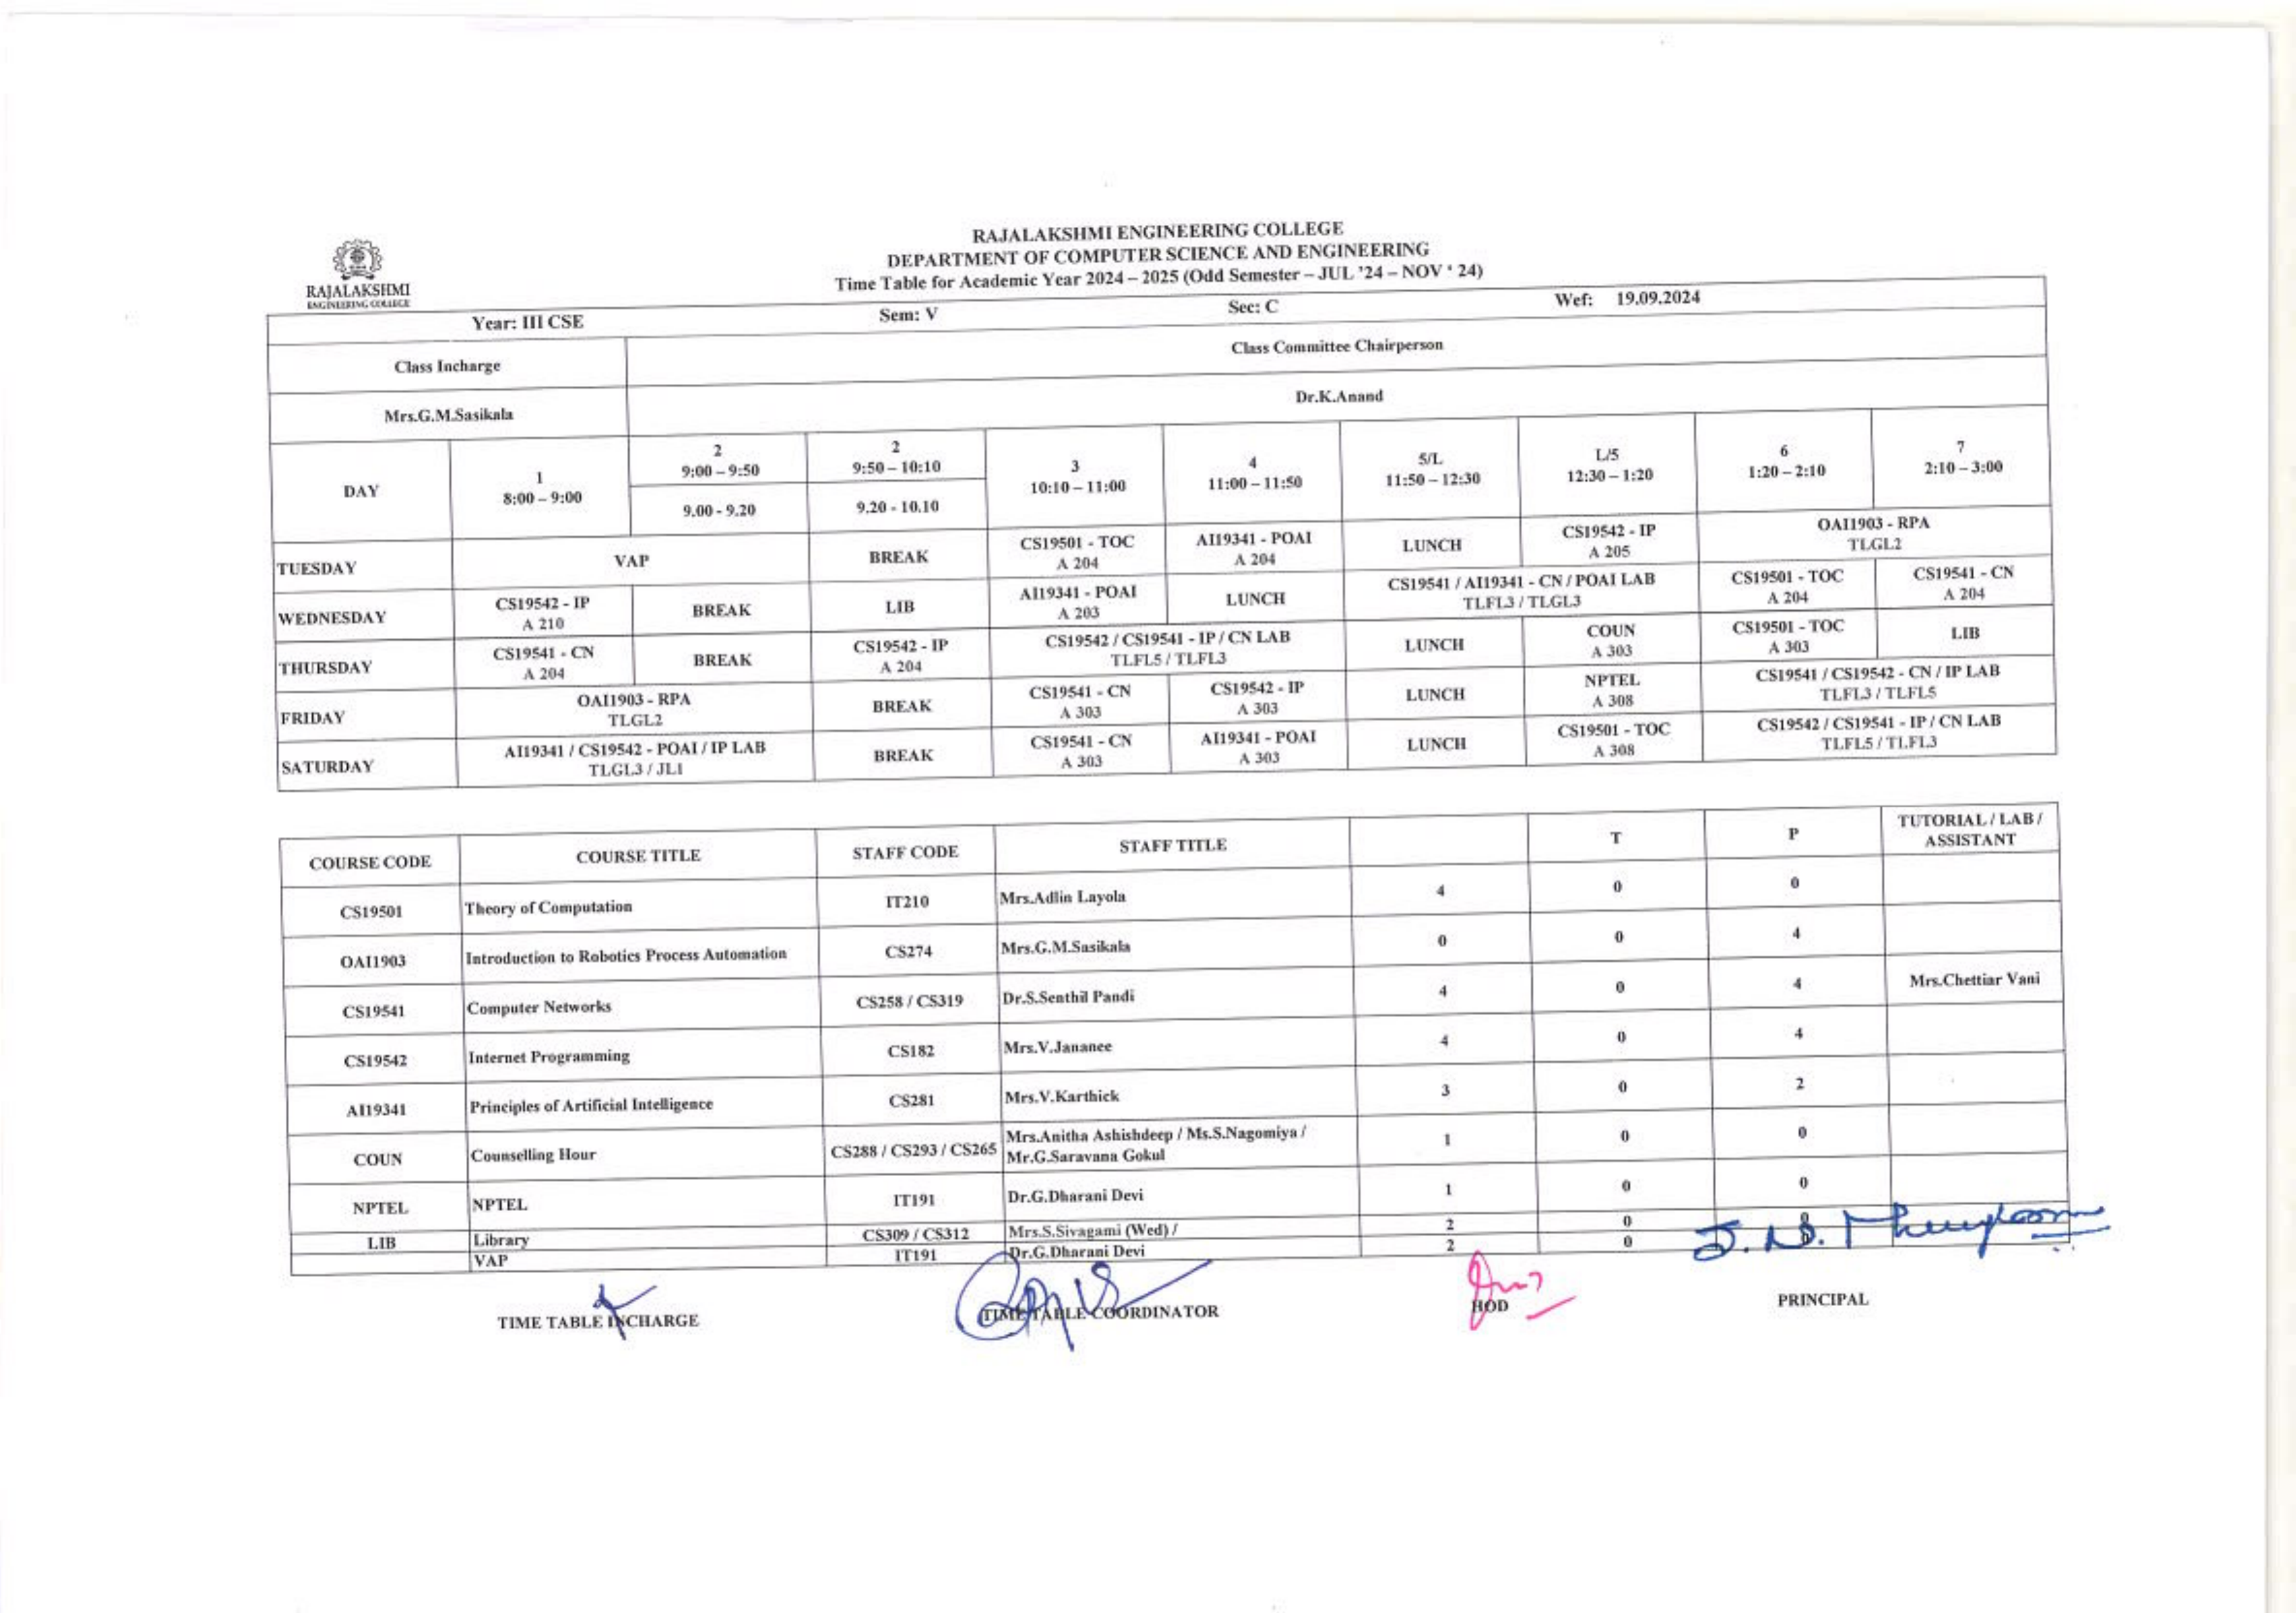 RAJALAKSHMI ENGINEERING COLLEGE
DEPARTMENT OF COMPUTER SCIENCE AND ENGINEERING
Time Table for Academic Year 2024 – 2025 (Odd Semester – JUL '24 – NOV ' 24)
RAJALAKSHMI
ENGINEERING COLLEGE
Year: III CSE Sem: V Sec: C Wef: 19.09.2024
Class Incharge Class Committee Chairperson
Mrs.G.M.Sasikala Dr.K.Anand
DAY
1
8:00 – 9:00
2
9:00 – 9:50
9.00 - 9.20
2
9:50 – 10:10
9.20 - 10.10
3
10:10 – 11:00
4
11:00 – 11:50
5/L
11:50 – 12:30
L/5
12:30 – 1:20
6
1:20 – 2:10
7
2:10 – 3:00
TUESDAY
VAP
BREAK
CS19501 - TOC
A 204
AI19341 - POAI
A 204
LUNCH
CS19542 - IP
A 205
OAI1903 - RPA
TLGL2
WEDNESDAY
CS19542 - IP
A 210
BREAK
LIB
AI19341 - POAI
A 203
LUNCH
CS19541 / AI19341 - CN / POAI LAB
TLFL3 / TLGL3
CS19501 - TOC
A 204
CS19541 - CN
A 204
THURSDAY
CS19541 - CN
A 204
BREAK
CS19542 - IP
A 204
CS19542 / CS19541 - IP / CN LAB
TLFL5 / TLFL3
LUNCH
COUN
A 303
CS19501 - TOC
A 303
LIB
FRIDAY
OAI1903 - RPA
TLGL2
BREAK
CS19541 - CN
A 303
CS19542 - IP
A 303
LUNCH
NPTEL
A 308
CS19541 / CS19542 - CN / IP LAB
TLFL3 / TLFL5
SATURDAY
AI19341 / CS19542 - POAI / IP LAB
TLGL3 / JL1
BREAK
CS19541 - CN
A 303
AI19341 - POAI
A 303
LUNCH
CS19501 - TOC
A 308
CS19542 / CS19541 - IP / CN LAB
TLFL5 / TLFL3
COURSE CODE COURSE TITLE STAFF CODE STAFF TITLE T P TUTORIAL / LAB /
ASSISTANT
CS19501 Theory of Computation IT210 Mrs.Adlin Layola 4 0 0
OAI1903 Introduction to Robotics Process Automation CS274 Mrs.G.M.Sasikala 0 0 4
CS19541 Computer Networks CS258 / CS319 Dr.S.Senthil Pandi 4 0 4 Mrs.Chettiar Vani
CS19542 Internet Programming CS182 Mrs.V.Jananee 4 0 4
AI19341 Principles of Artificial Intelligence CS281 Mrs.V.Karthick 3 0 2
COUN Counselling Hour CS288 / CS293 / CS265 Mrs.Anitha Ashishdeep / Ms.S.Nagomiya /
Mr.G.Saravana Gokul 1 0 0
NPTEL NPTEL IT191 Dr.G.Dharani Devi 1 0 0
LIB Library CS309 / CS312 Mrs.S.Sivagami (Wed) / 2 0 0
VAP IT191 Dr.G.Dharani Devi 2 0
TIME TABLE INCHARGE
TIME TABLE COORDINATOR
HOD
PRINCIPAL